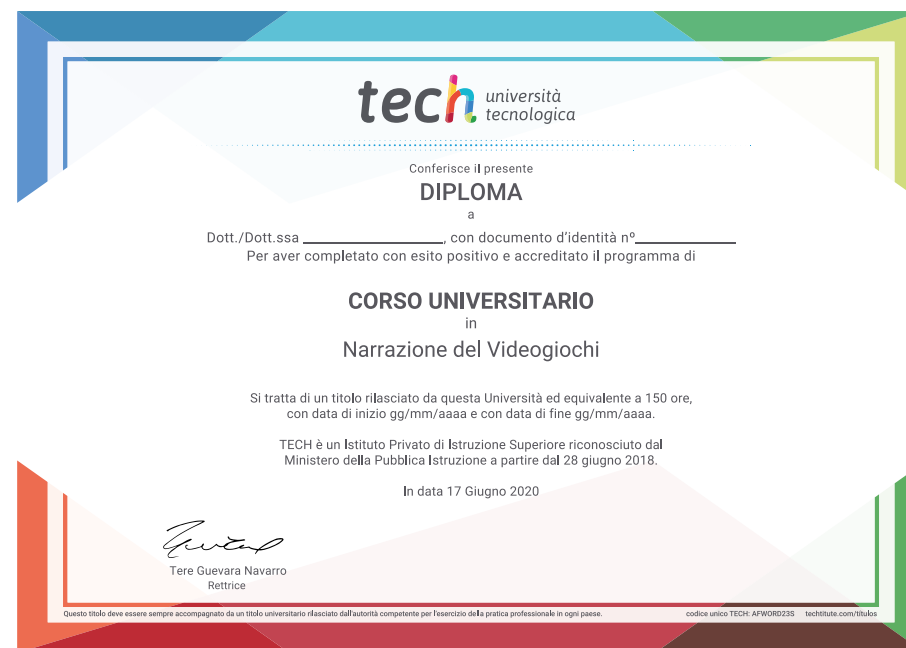 tech università
tecnologica
Conferisce il presente
DIPLOMA
a
Dott./Dott.ssa ____________________, con documento d'identità nº______________
Per aver completato con esito positivo e accreditato il programma di
CORSO UNIVERSITARIO
in
Narrazione del Videogiochi
Si tratta di un titolo rilasciato da questa Università ed equivalente a 150 ore,
con data di inizio gg/mm/aaaa e con data di fine gg/mm/aaaa.
TECH è un Istituto Privato di Istruzione Superiore riconosciuto dal
Ministero della Pubblica Istruzione a partire dal 28 giugno 2018.
In data 17 Giugno 2020
Tere Guevara Navarro
Rettrice
Questo titolo deve essere sempre accompagnato da un titolo universitario rilasciato dall'autorità competente per l'esercizio della pratica professionale in ogni paese. codice unico TECH: AFWORD23S techtitute.com/títulos